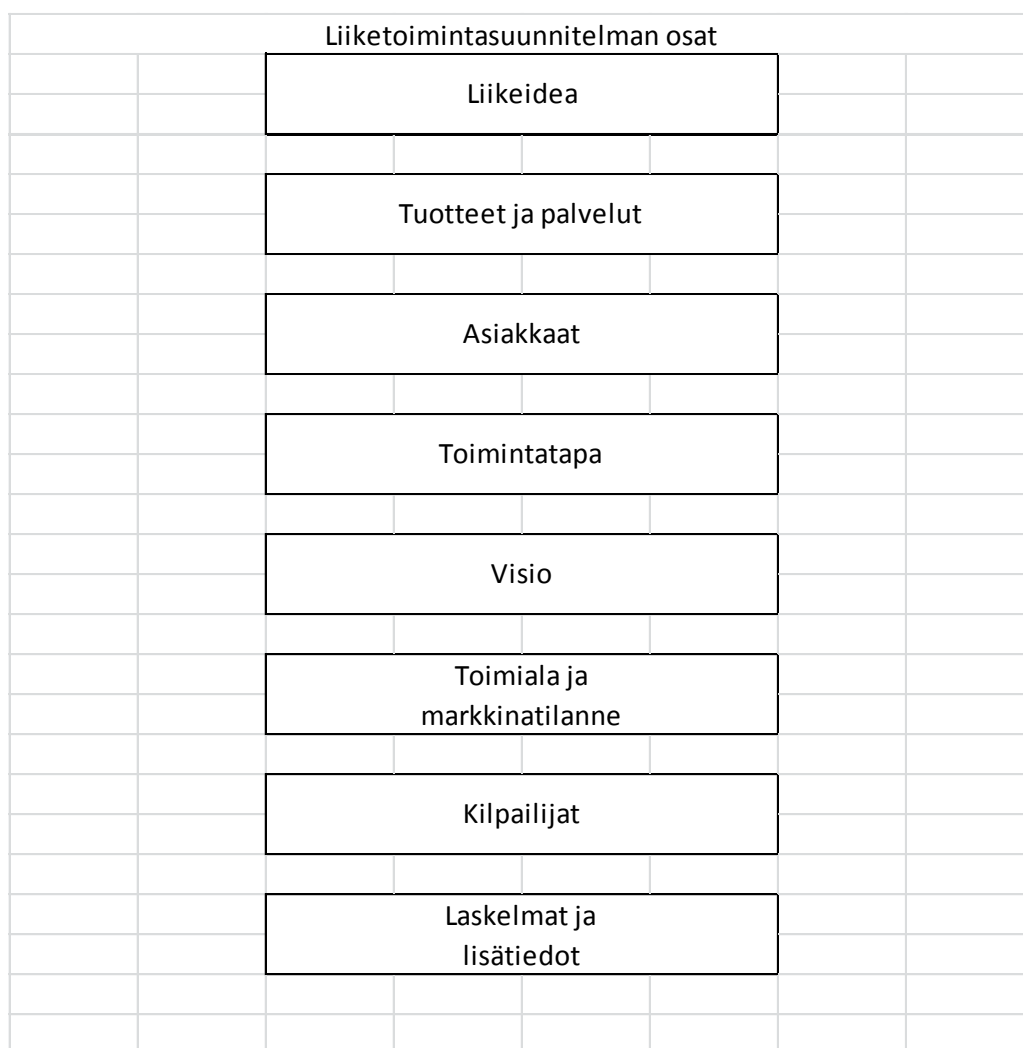 Liiketoimintasuunnitelman osat
Liikeidea
Tuotteet ja palvelut
Asiakkaat
Toimintatapa
Visio
Toimiala ja
markkinatilanne
Kilpailijat
Laskelmat ja
lisätiedot